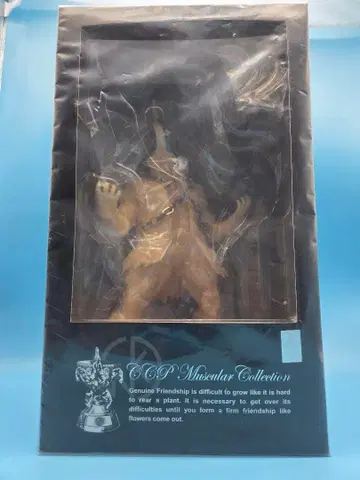 CCP Muscular Collection
Genuine Friendship is difficult to grow like it is hard
to rear a plant. It is necessary to get over its
difficulties until you form a firm friendship like
flowers come out.